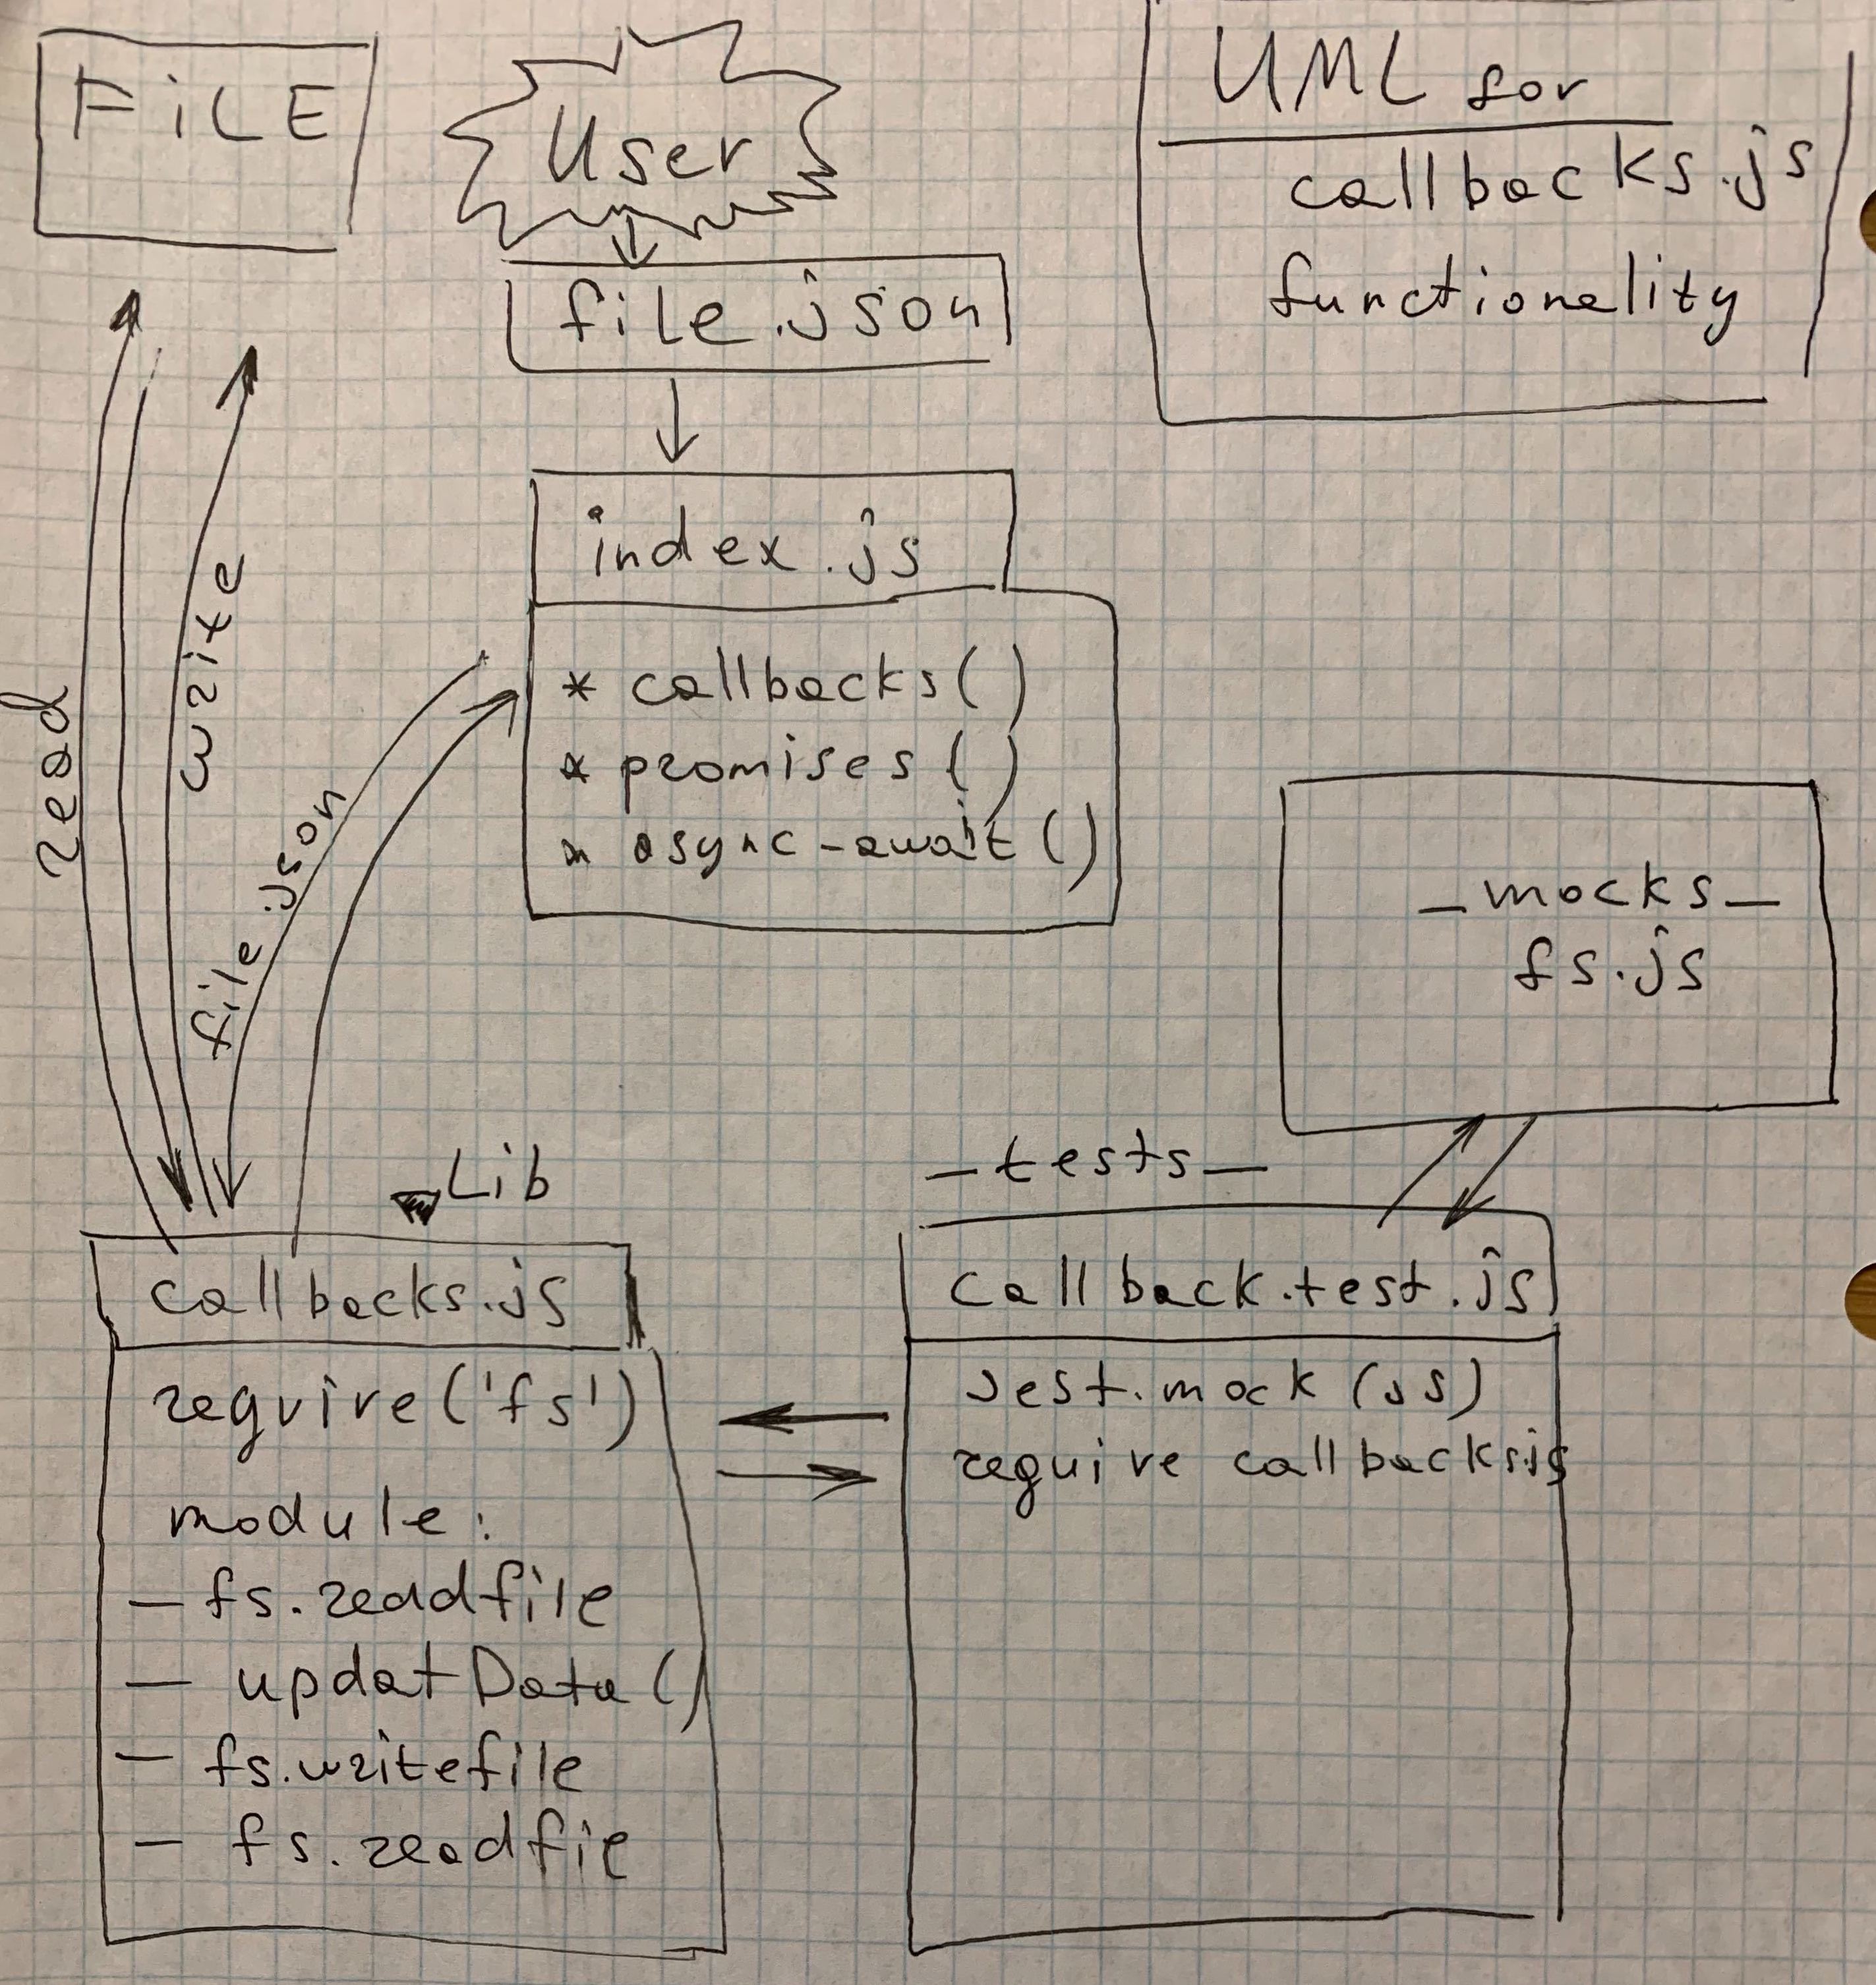 FiLE
User
UML for
callbacks.js
functionality
file.json
index.js
* callbacks()
* promises()
* async-await()
read
write
file.json
_mocks_
fs.js
Lib
callbacks.js
require('fs')
module:
- fs.readfile
- updatData()
- fs.writefile
- fs.readfie
_tests_
callback.test.js
jest.mock
require callbacks.js